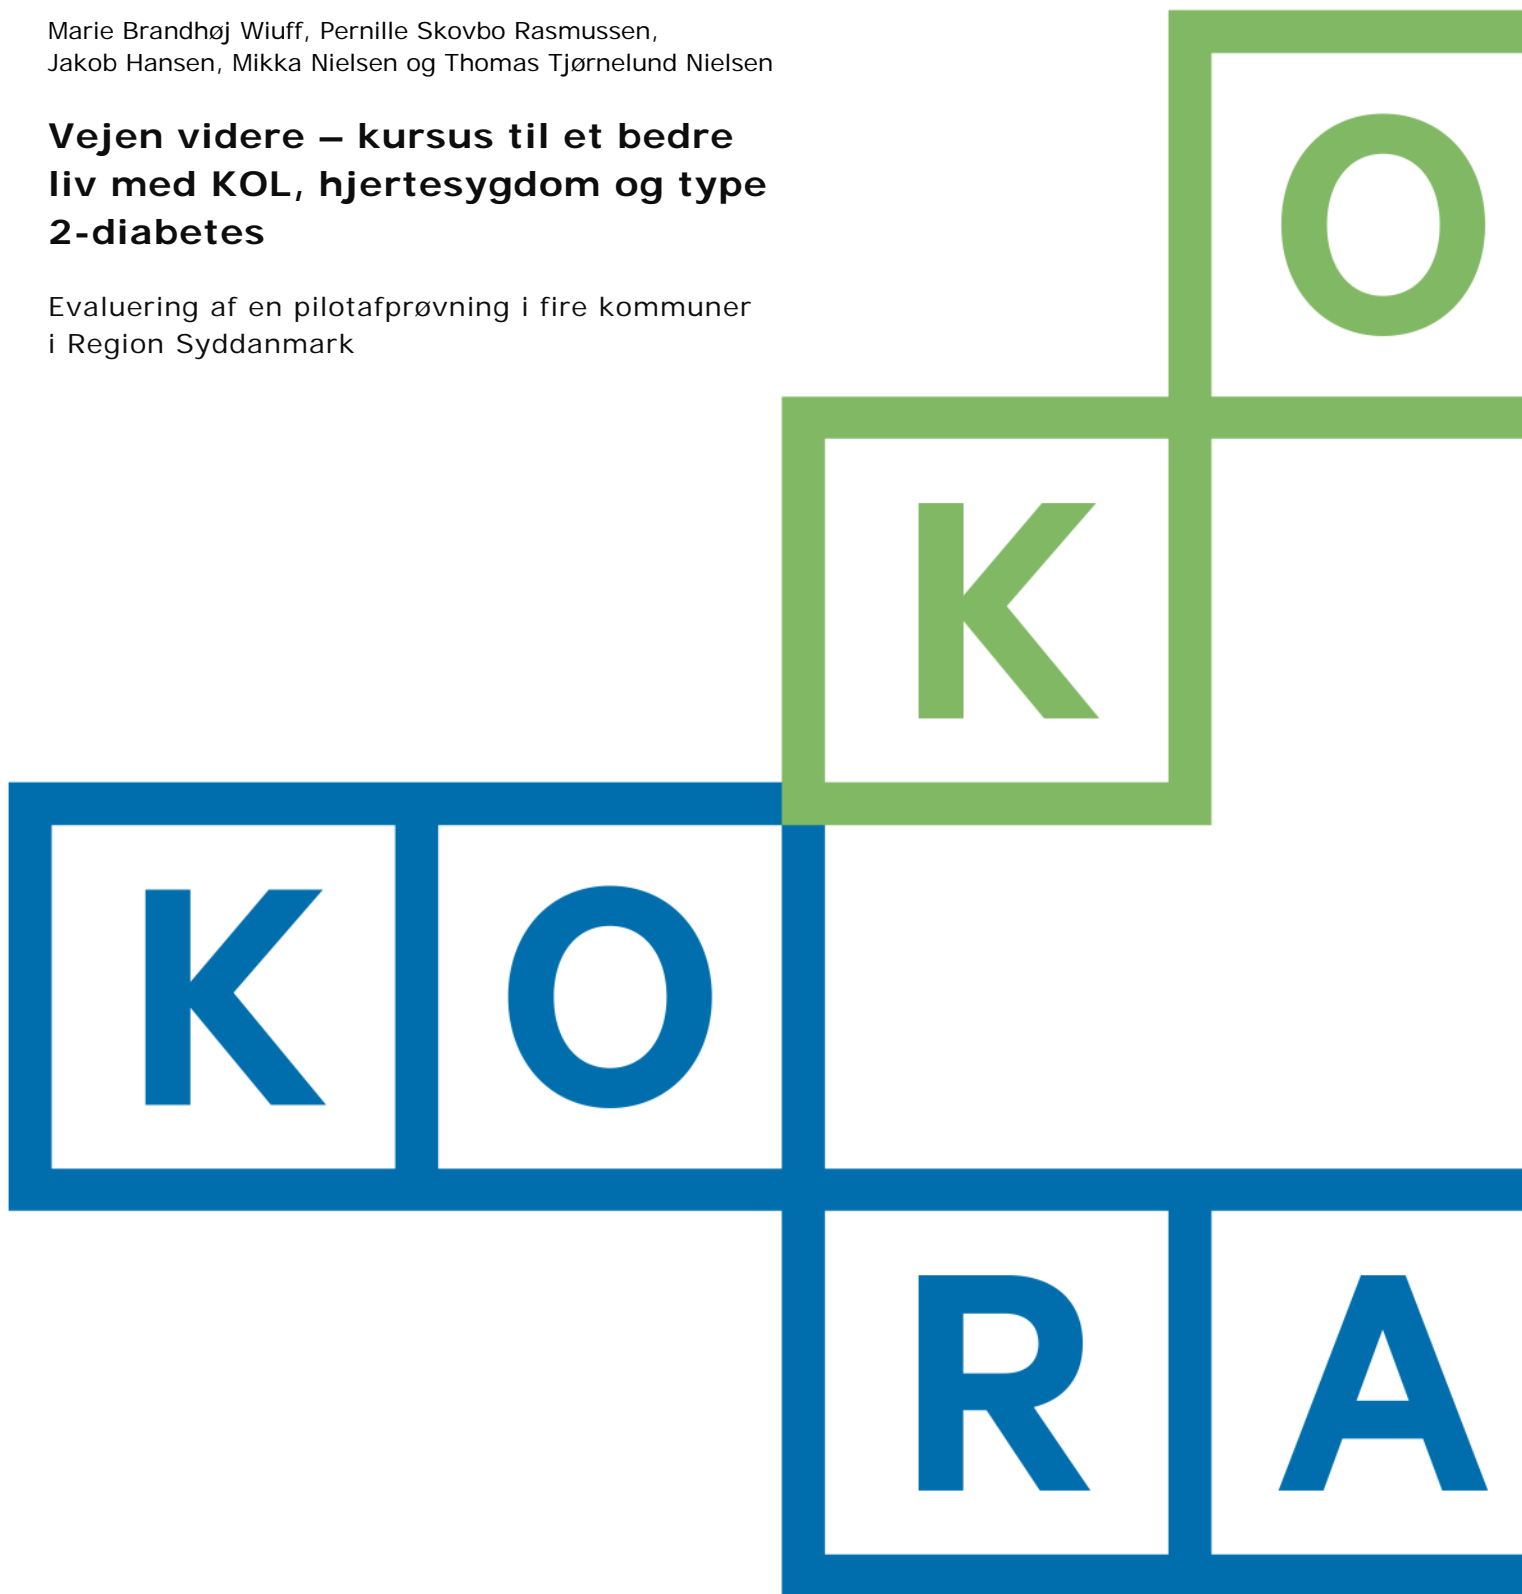 Marie Brandhøj Wiuff, Pernille Skovbo Rasmussen,
Jakob Hansen, Mikka Nielsen og Thomas Tjørnelund Nielsen
Vejen videre – kursus til et bedre
liv med KOL, hjertesygdom og type
2-diabetes
Evaluering af en pilotafprøvning i fire kommuner
i Region Syddanmark
O
K
K O
R A